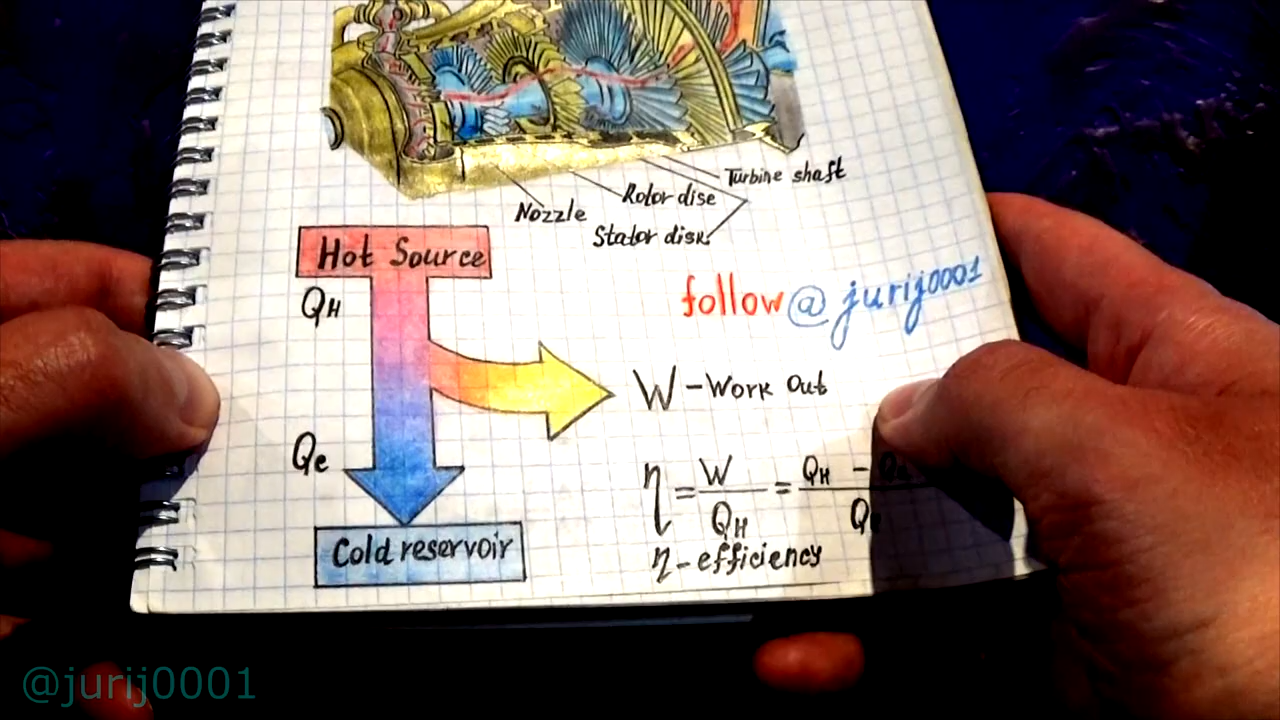 Turbine shaft
Rotor disc
Nozzle
Stator disk
Hot Source
QH
follow @jurij0001
W - Work Out
Qc
η = W/QH = QH -
Cold reservoir
η - efficiency
@jurij0001